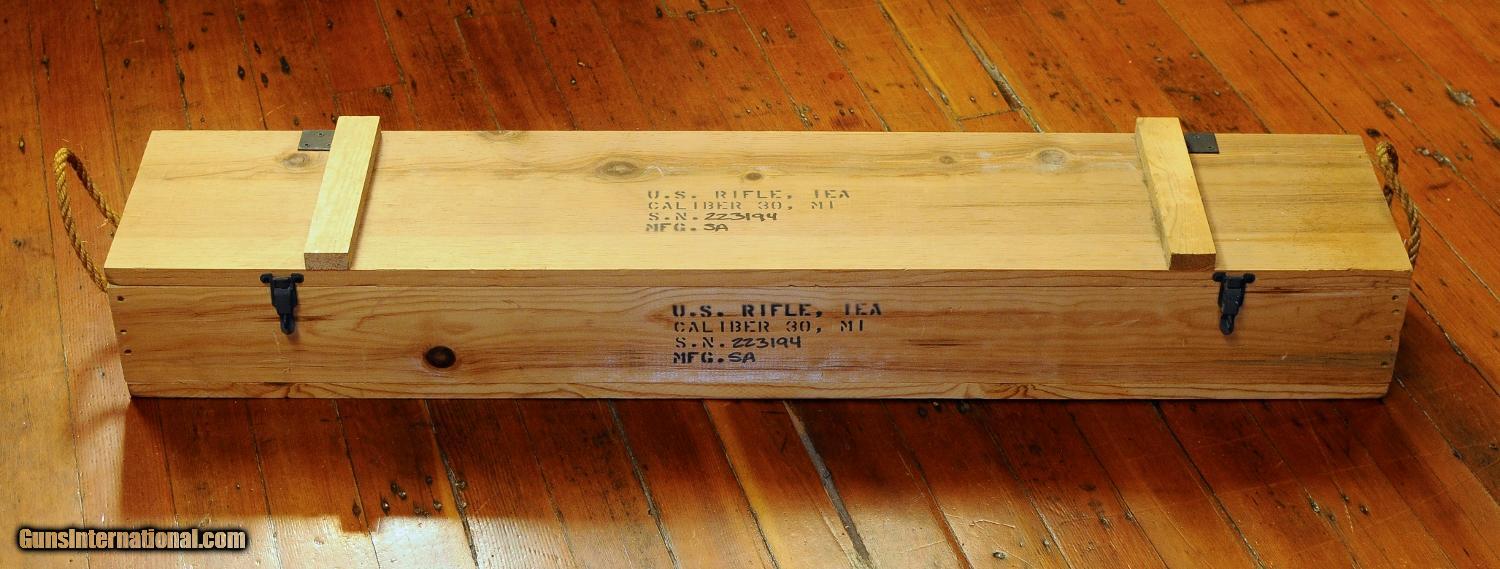 U.S. RIFLE, 1EA
CALIBER 30, M1
S.N. 223194
MFG. SA
U.S. RIFLE, 1EA
CALIBER 30, M1
S.N. 223194
MFG. SA
GunsInternational.com